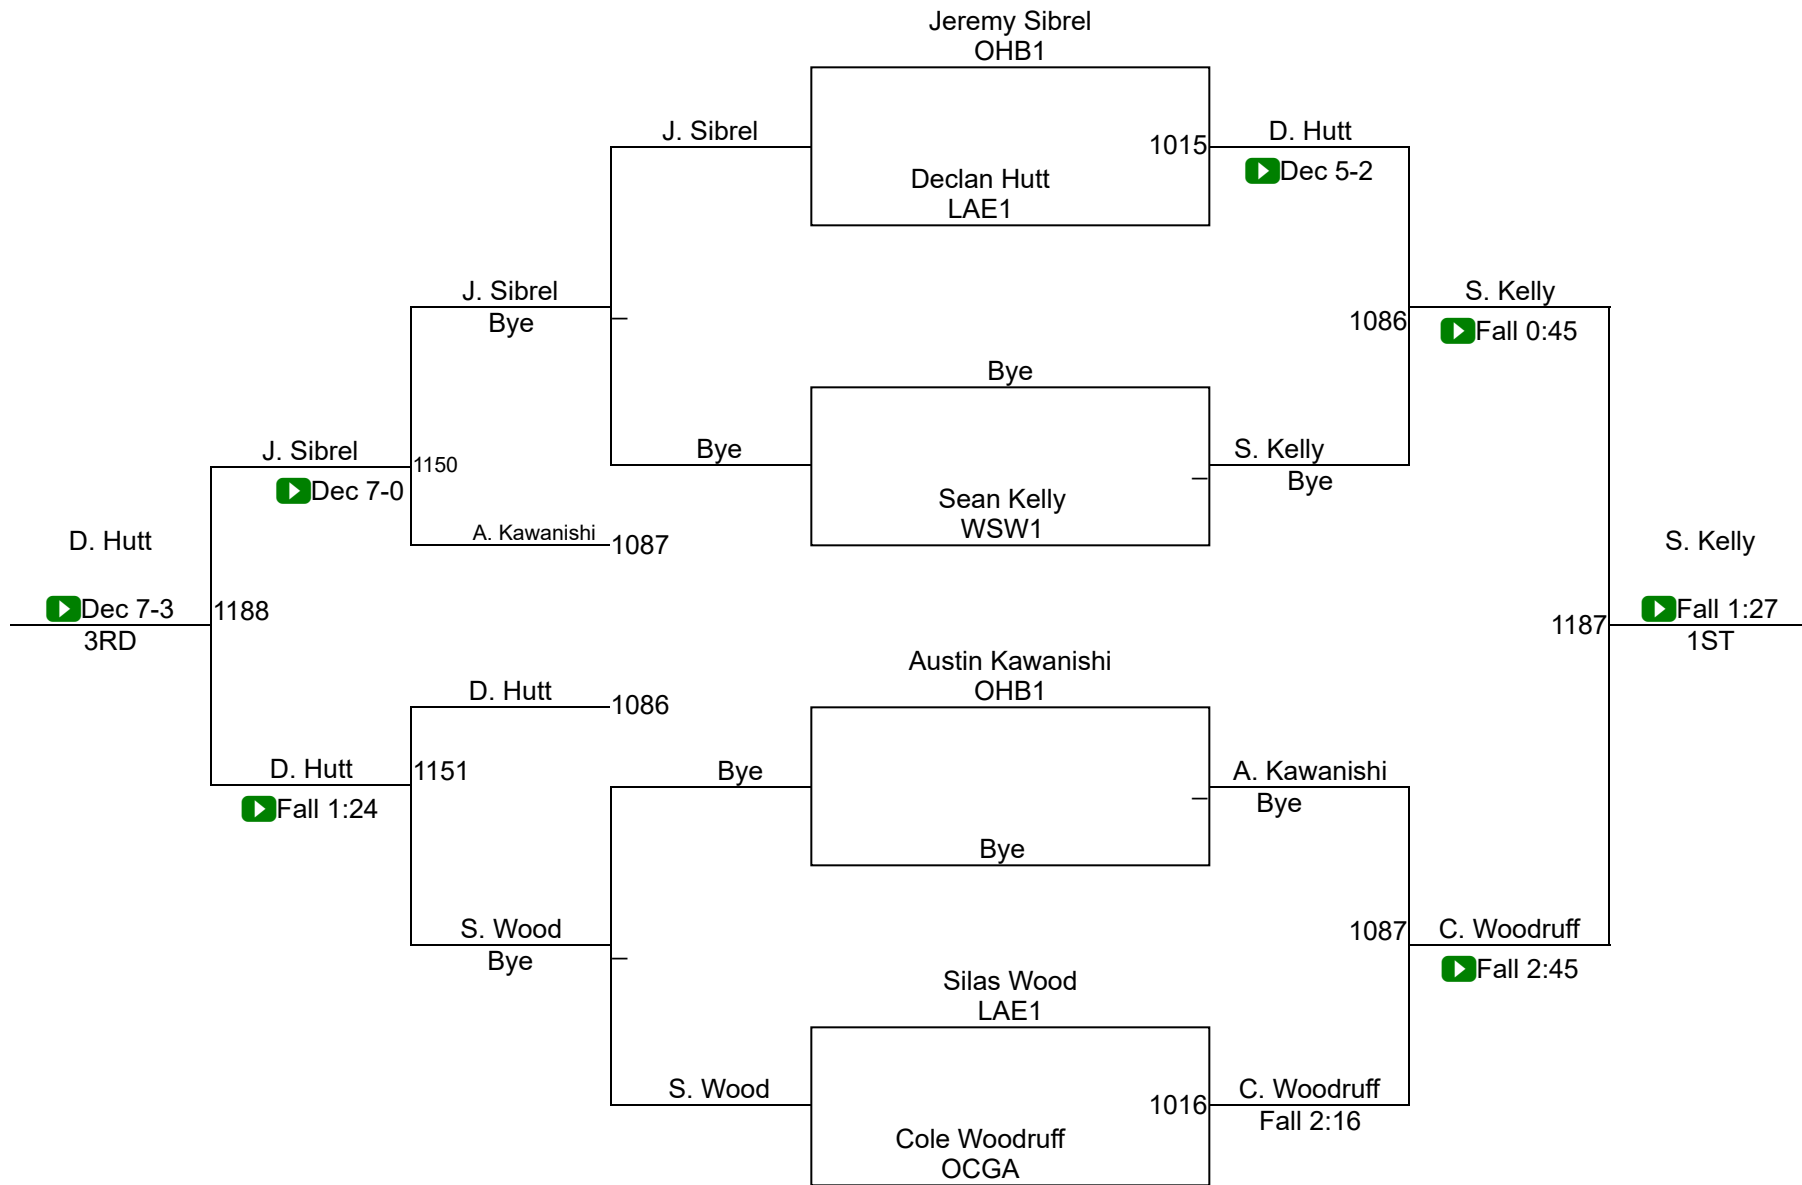 Jeremy Sibrel
OHB1
J. Sibrel
1015
D. Hutt
Dec 5-2
Declan Hutt
LAE1
J. Sibrel
Bye
S. Kelly
1086
Fall 0:45
Bye
J. Sibrel
1150
Dec 7-0
Bye
S. Kelly
Bye
Sean Kelly
WSW1
A. Kawanishi
1087
D. Hutt
Dec 7-3
3RD
1188
S. Kelly
Fall 1:27
1ST
1187
Austin Kawanishi
OHB1
D. Hutt
1086
D. Hutt
1151
Fall 1:24
Bye
A. Kawanishi
Bye
Bye
S. Wood
Bye
1087
C. Woodruff
Fall 2:45
Silas Wood
LAE1
S. Wood
1016
C. Woodruff
Fall 2:16
Cole Woodruff
OCGA